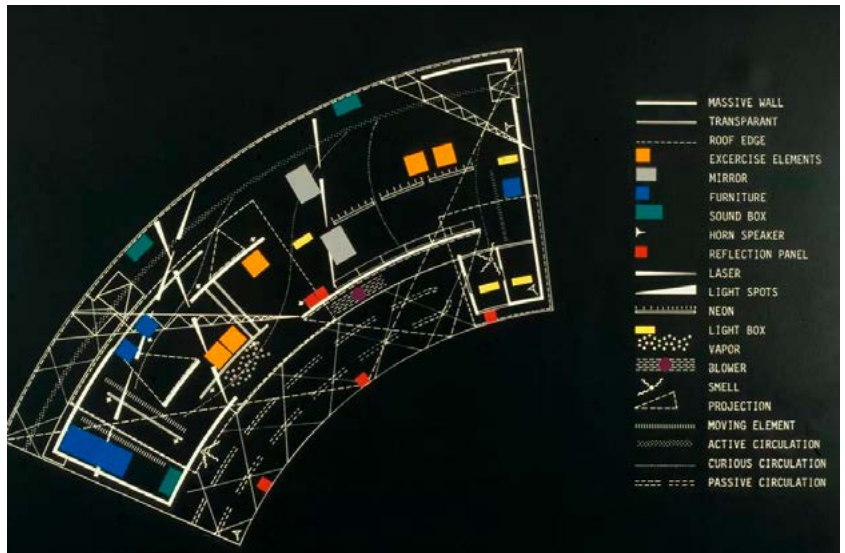 MASSIVE WALL
TRANSPARANT
ROOF EDGE
EXCERCISE ELEMENTS
MIRROR
FURNITURE
SOUND BOX
HORN SPEAKER
REFLECTION PANEL
LASER
LIGHT SPOTS
NEON
LIGHT BOX
VAPOR
BLOWER
SMELL
PROJECTION
MOVING ELEMENT
ACTIVE CIRCULATION
CURIOUS CIRCULATION
PASSIVE CIRCULATION